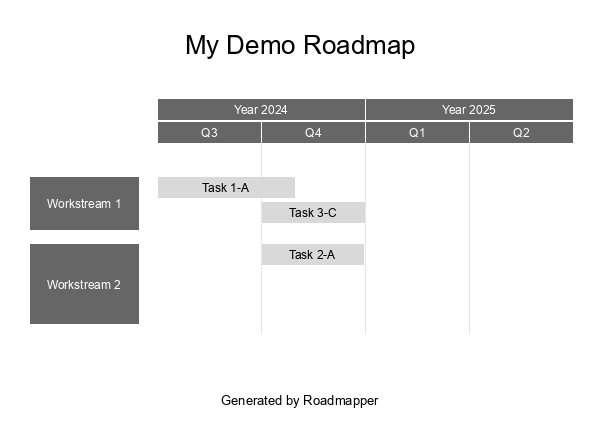 My Demo Roadmap
Year 2024 Year 2025
Q3 Q4 Q1 Q2
Workstream 1
Task 1-A
Task 3-C
Workstream 2
Task 2-A
Generated by Roadmapper